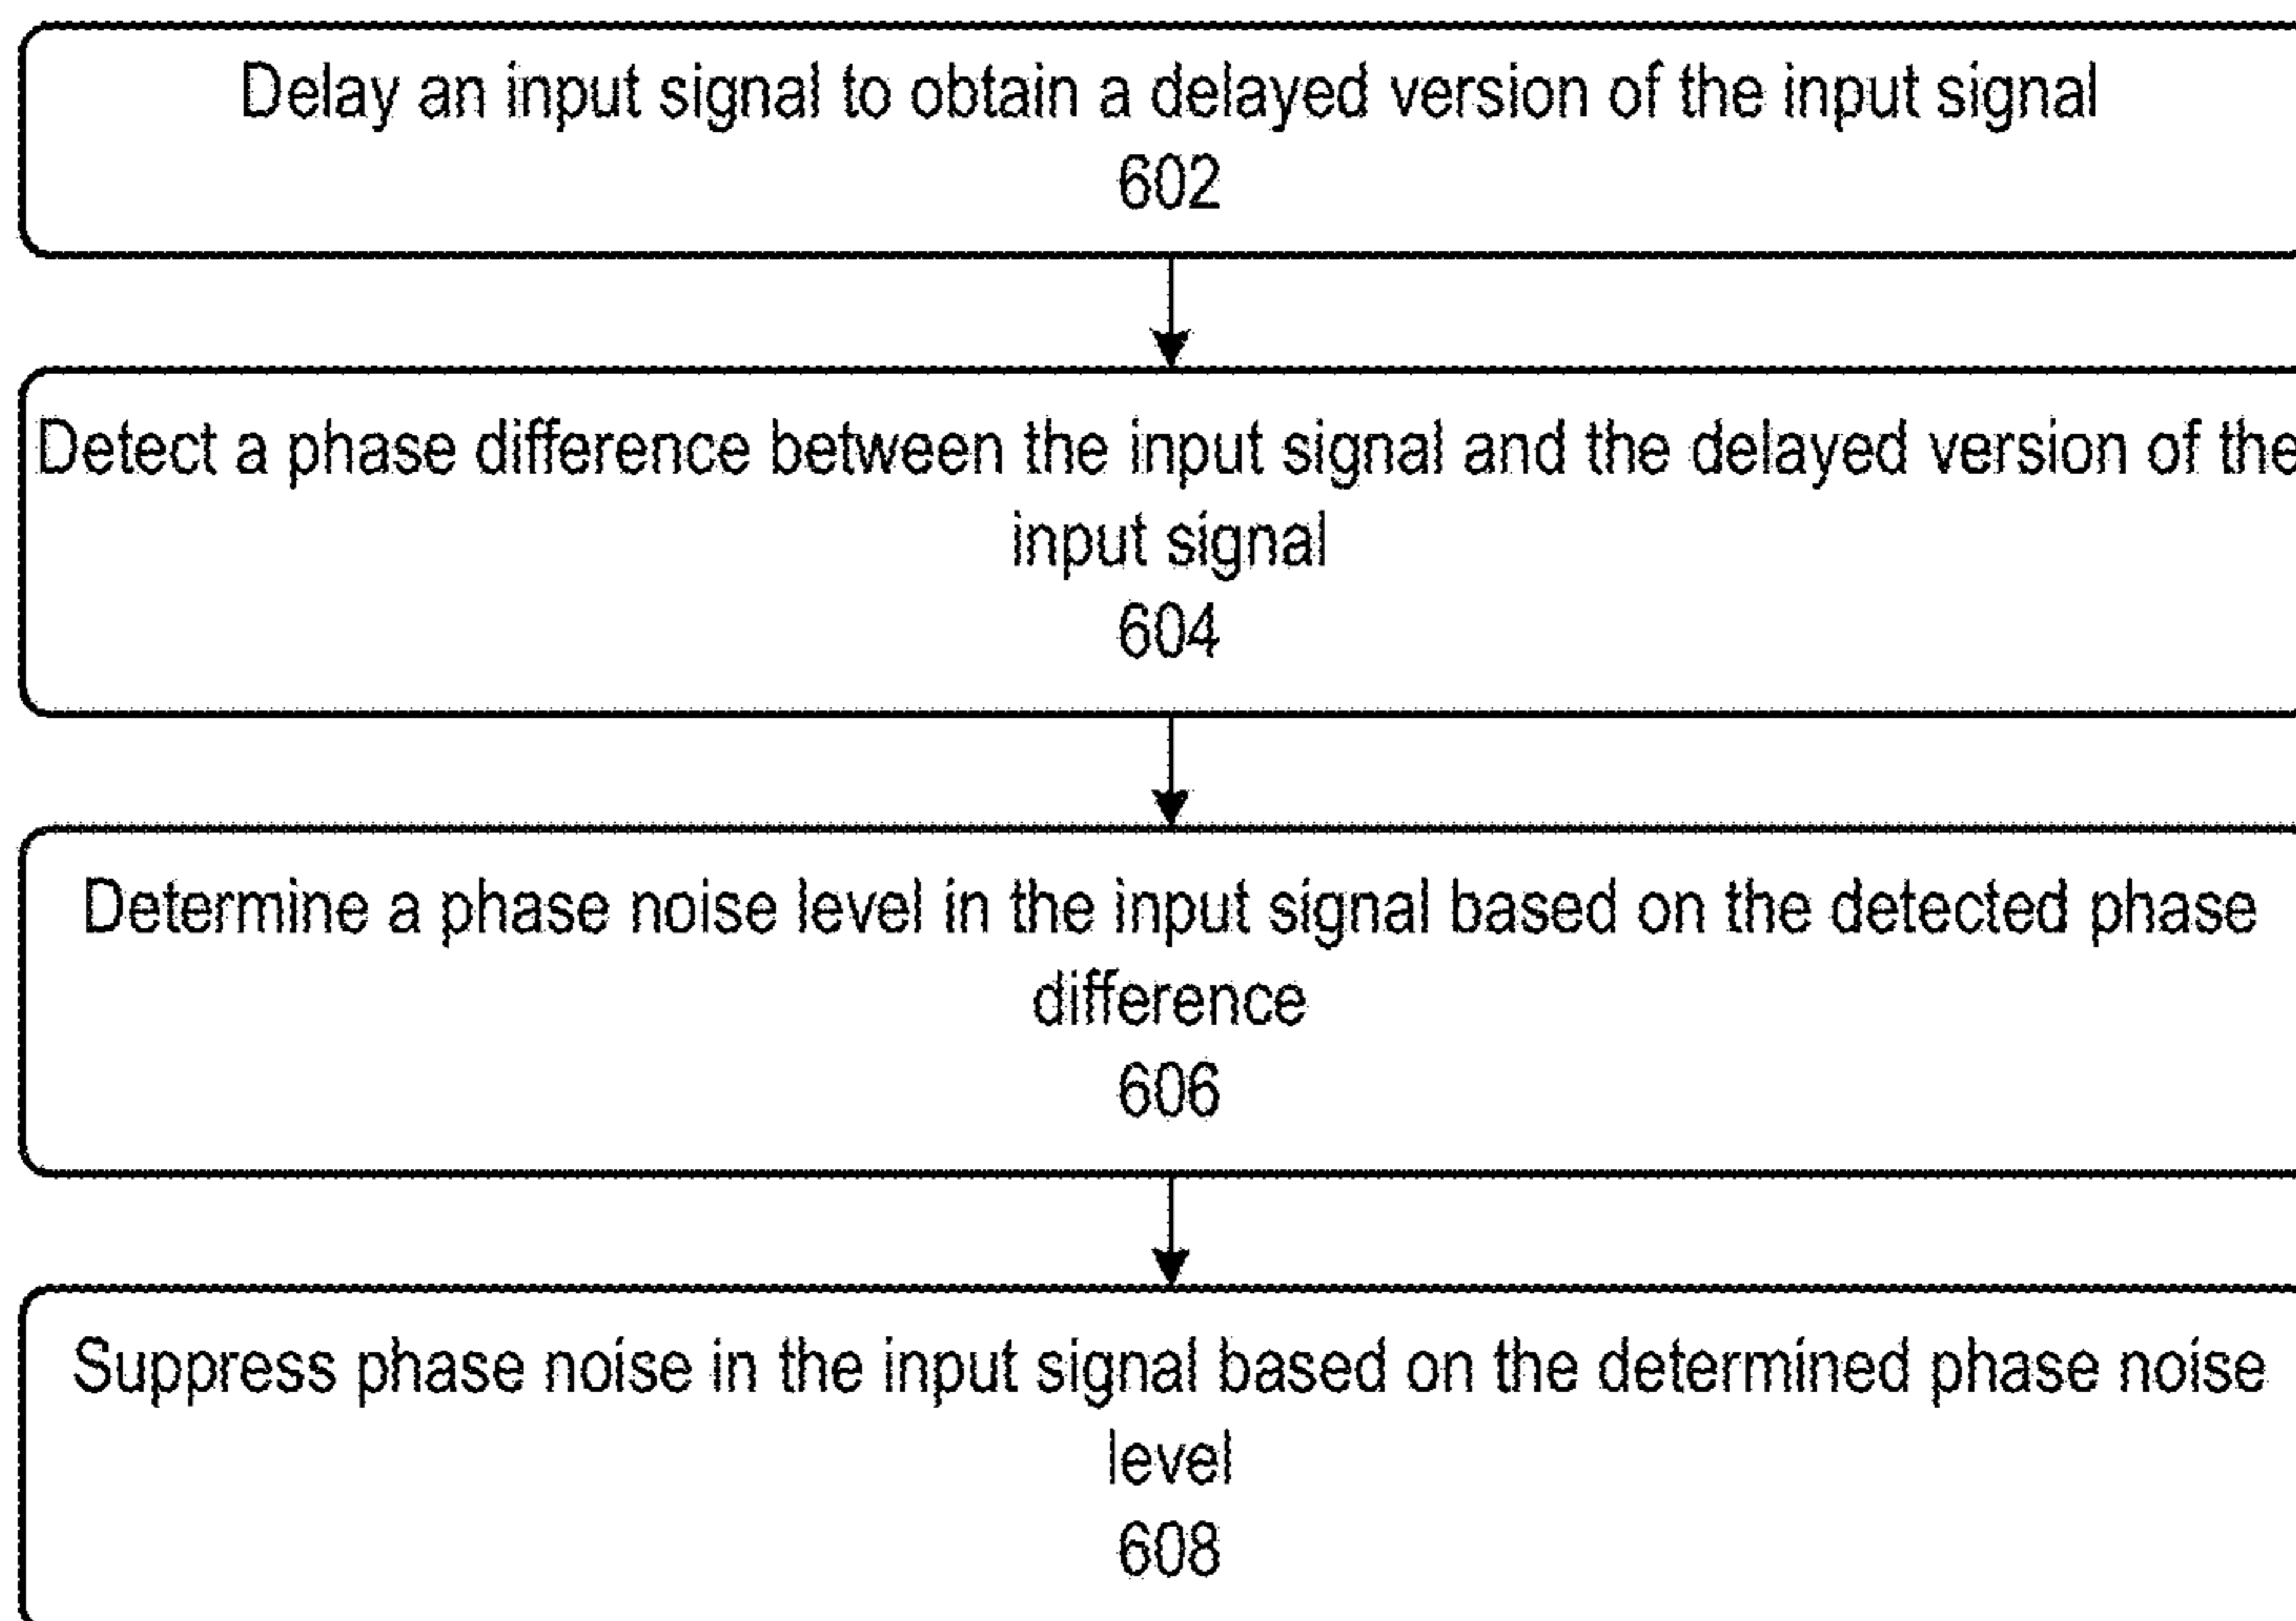 Delay an input signal to obtain a delayed version of the input signal
602
Detect a phase difference between the input signal and the delayed version of the
input signal
604
Determine a phase noise level in the input signal based on the detected phase
difference
606
Suppress phase noise in the input signal based on the determined phase noise
level
608